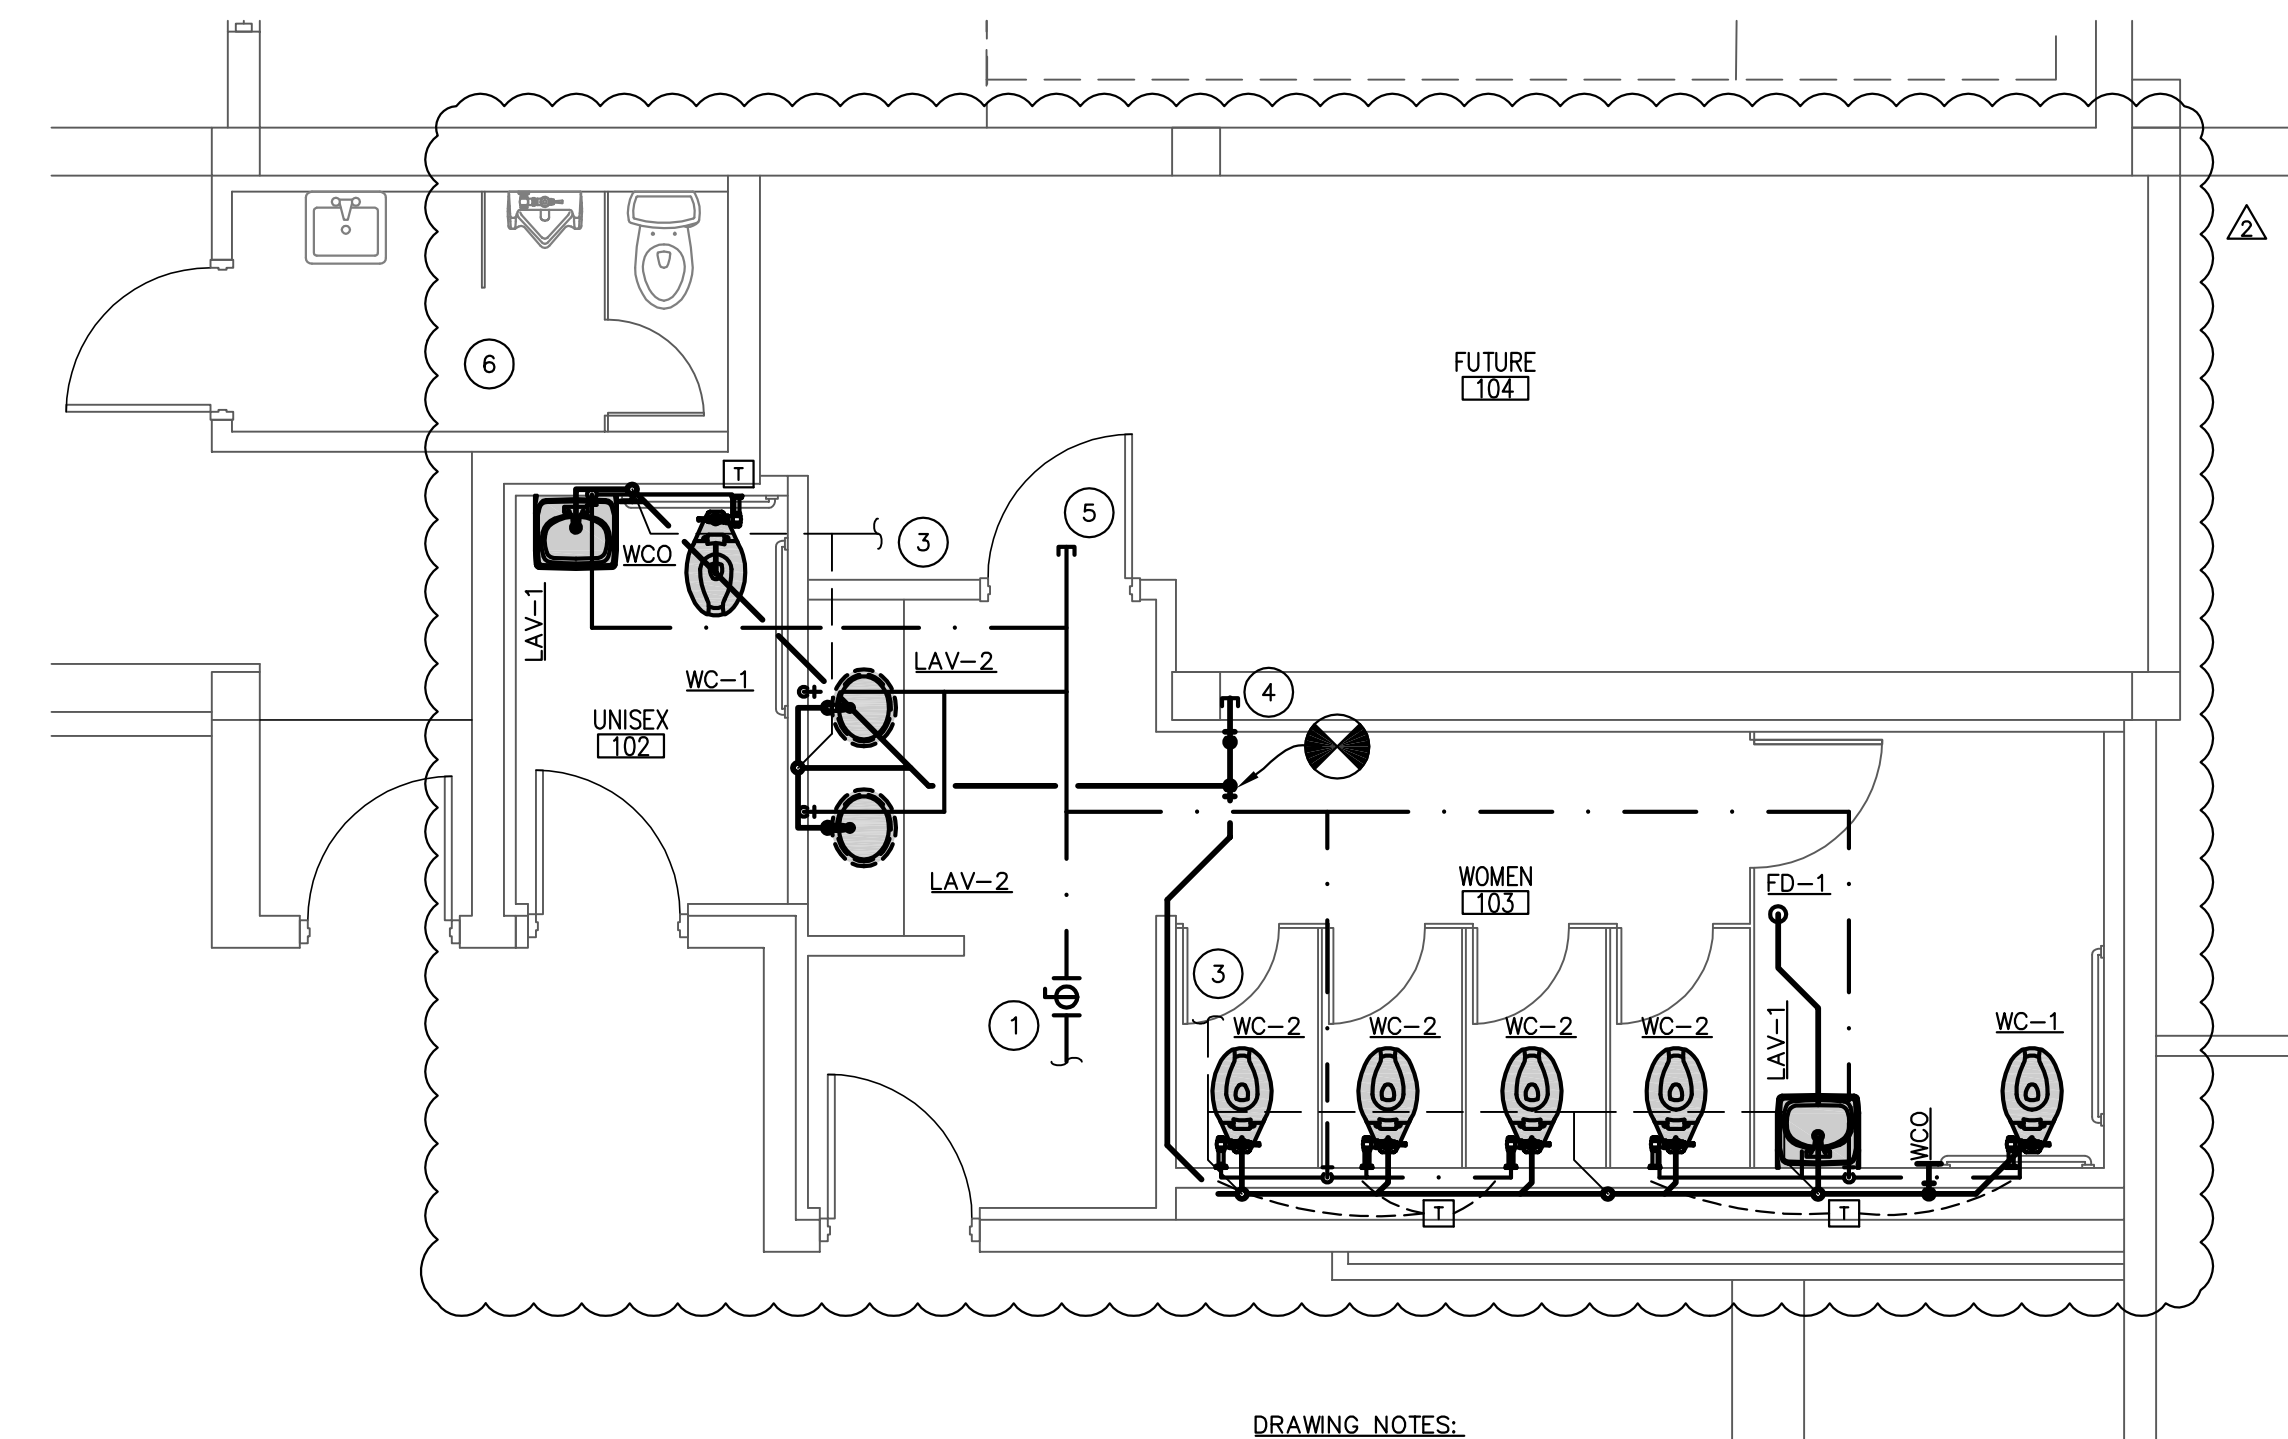 2
6
FUTURE
104
T
5
3
WCO
LAV-1
LAV-2
WC-1
4
UNISEX
102
LAV-2
WOMEN
103
FD-1
3
1
WC-2
WC-2
WC-2
WC-2
LAV-1
WC-1
WCO
T
T
DRAWING NOTES: